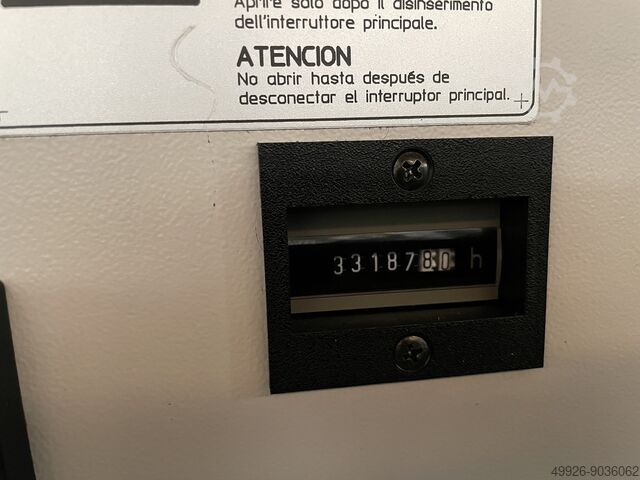 Aprire solo dopo il disinserimento
dell'interruttore principale.
ATENCION
No abrir hasta después de
desconectar el interruptor principal.
3318780 h
49926-9036062